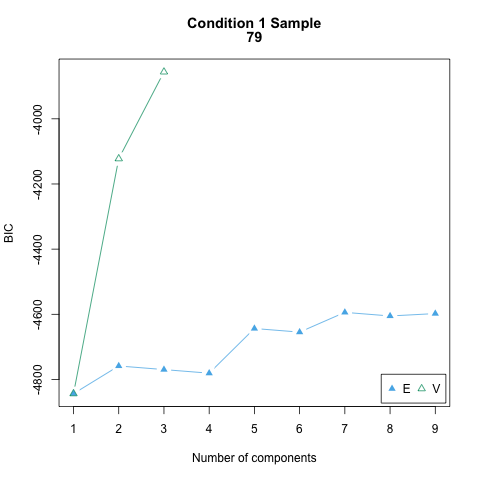 Condition 1 Sample
79
BIC
-4000
-4200
-4400
-4600
-4800
1 2 3 4 5 6 7 8 9
Number of components
E V